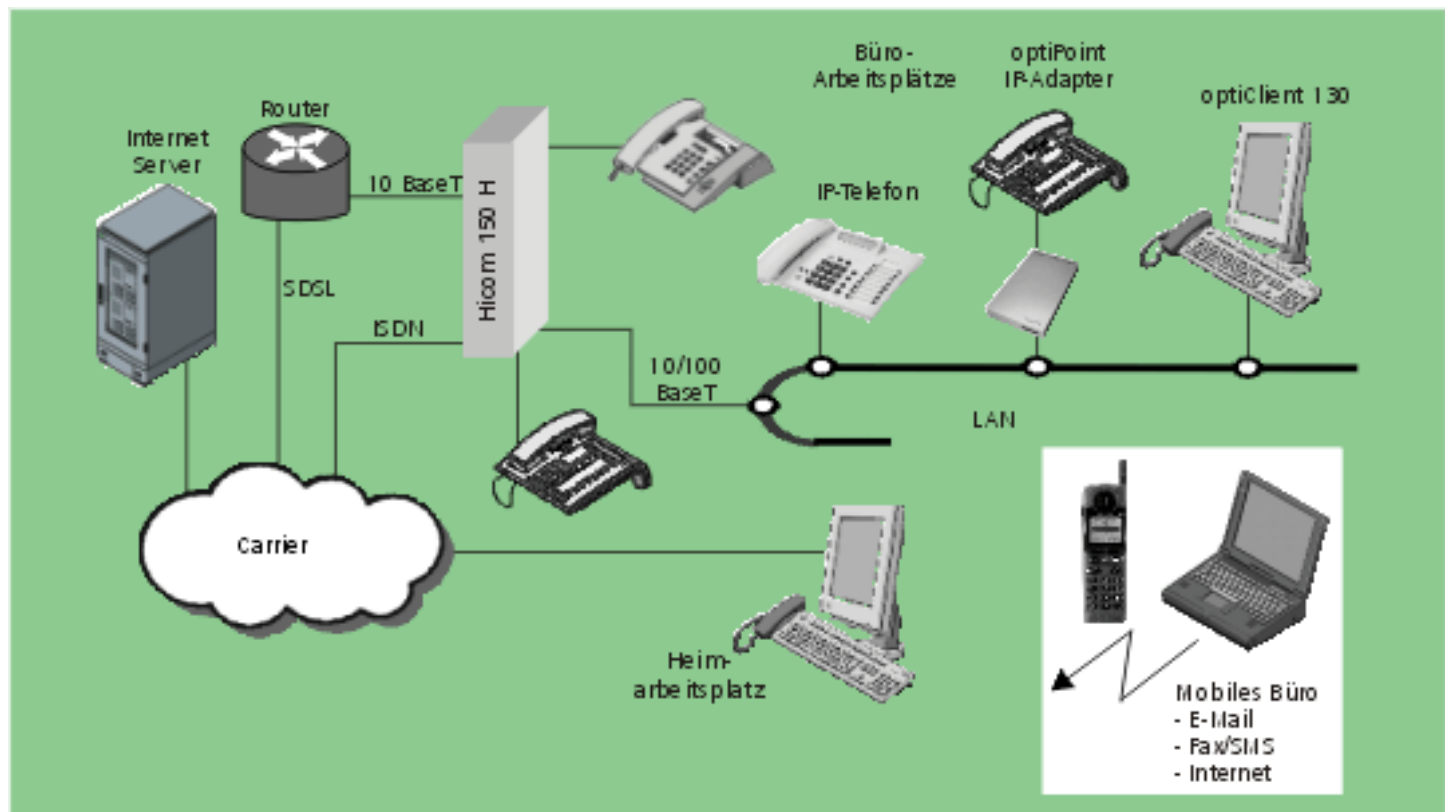 Büro-
Arbeitsplätze
optiPoint
IP-Adapter
optiClient 130
Router
Internet
Server
10 BaseT
Hicom 150 H
IP-Telefon
SDSL
ISDN
10/100
BaseT
LAN
Carrier
Heim-
arbeitsplatz
Mobiles Büro
- E-Mail
- Fax/SMS
- Internet